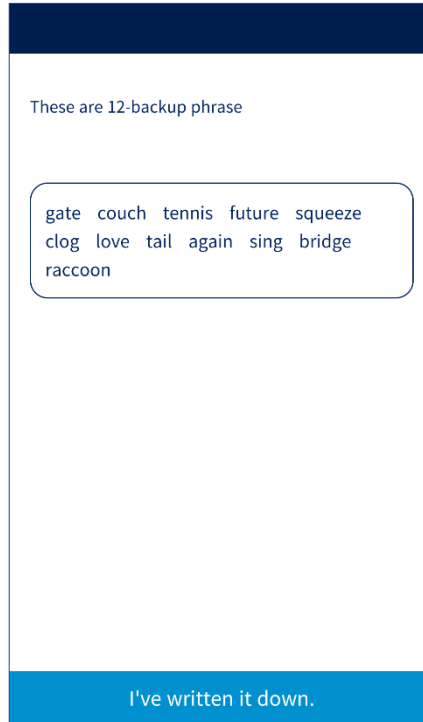 These are 12-backup phrase
gate couch tennis future squeeze
clog love tail again sing bridge
raccoon
I've written it down.